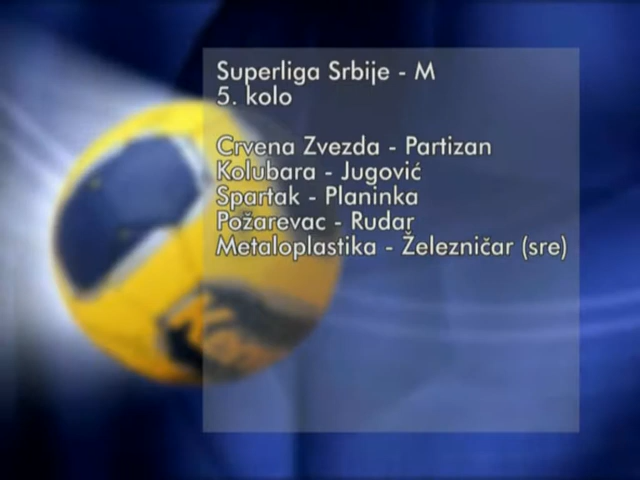 Superliga Srbije - M
5. kolo
Crvena Zvezda - Partizan
Kolubara - Jugović
Spartak - Planinka
Požarevac - Rudar
Metaloplastika - Železničar (sre)